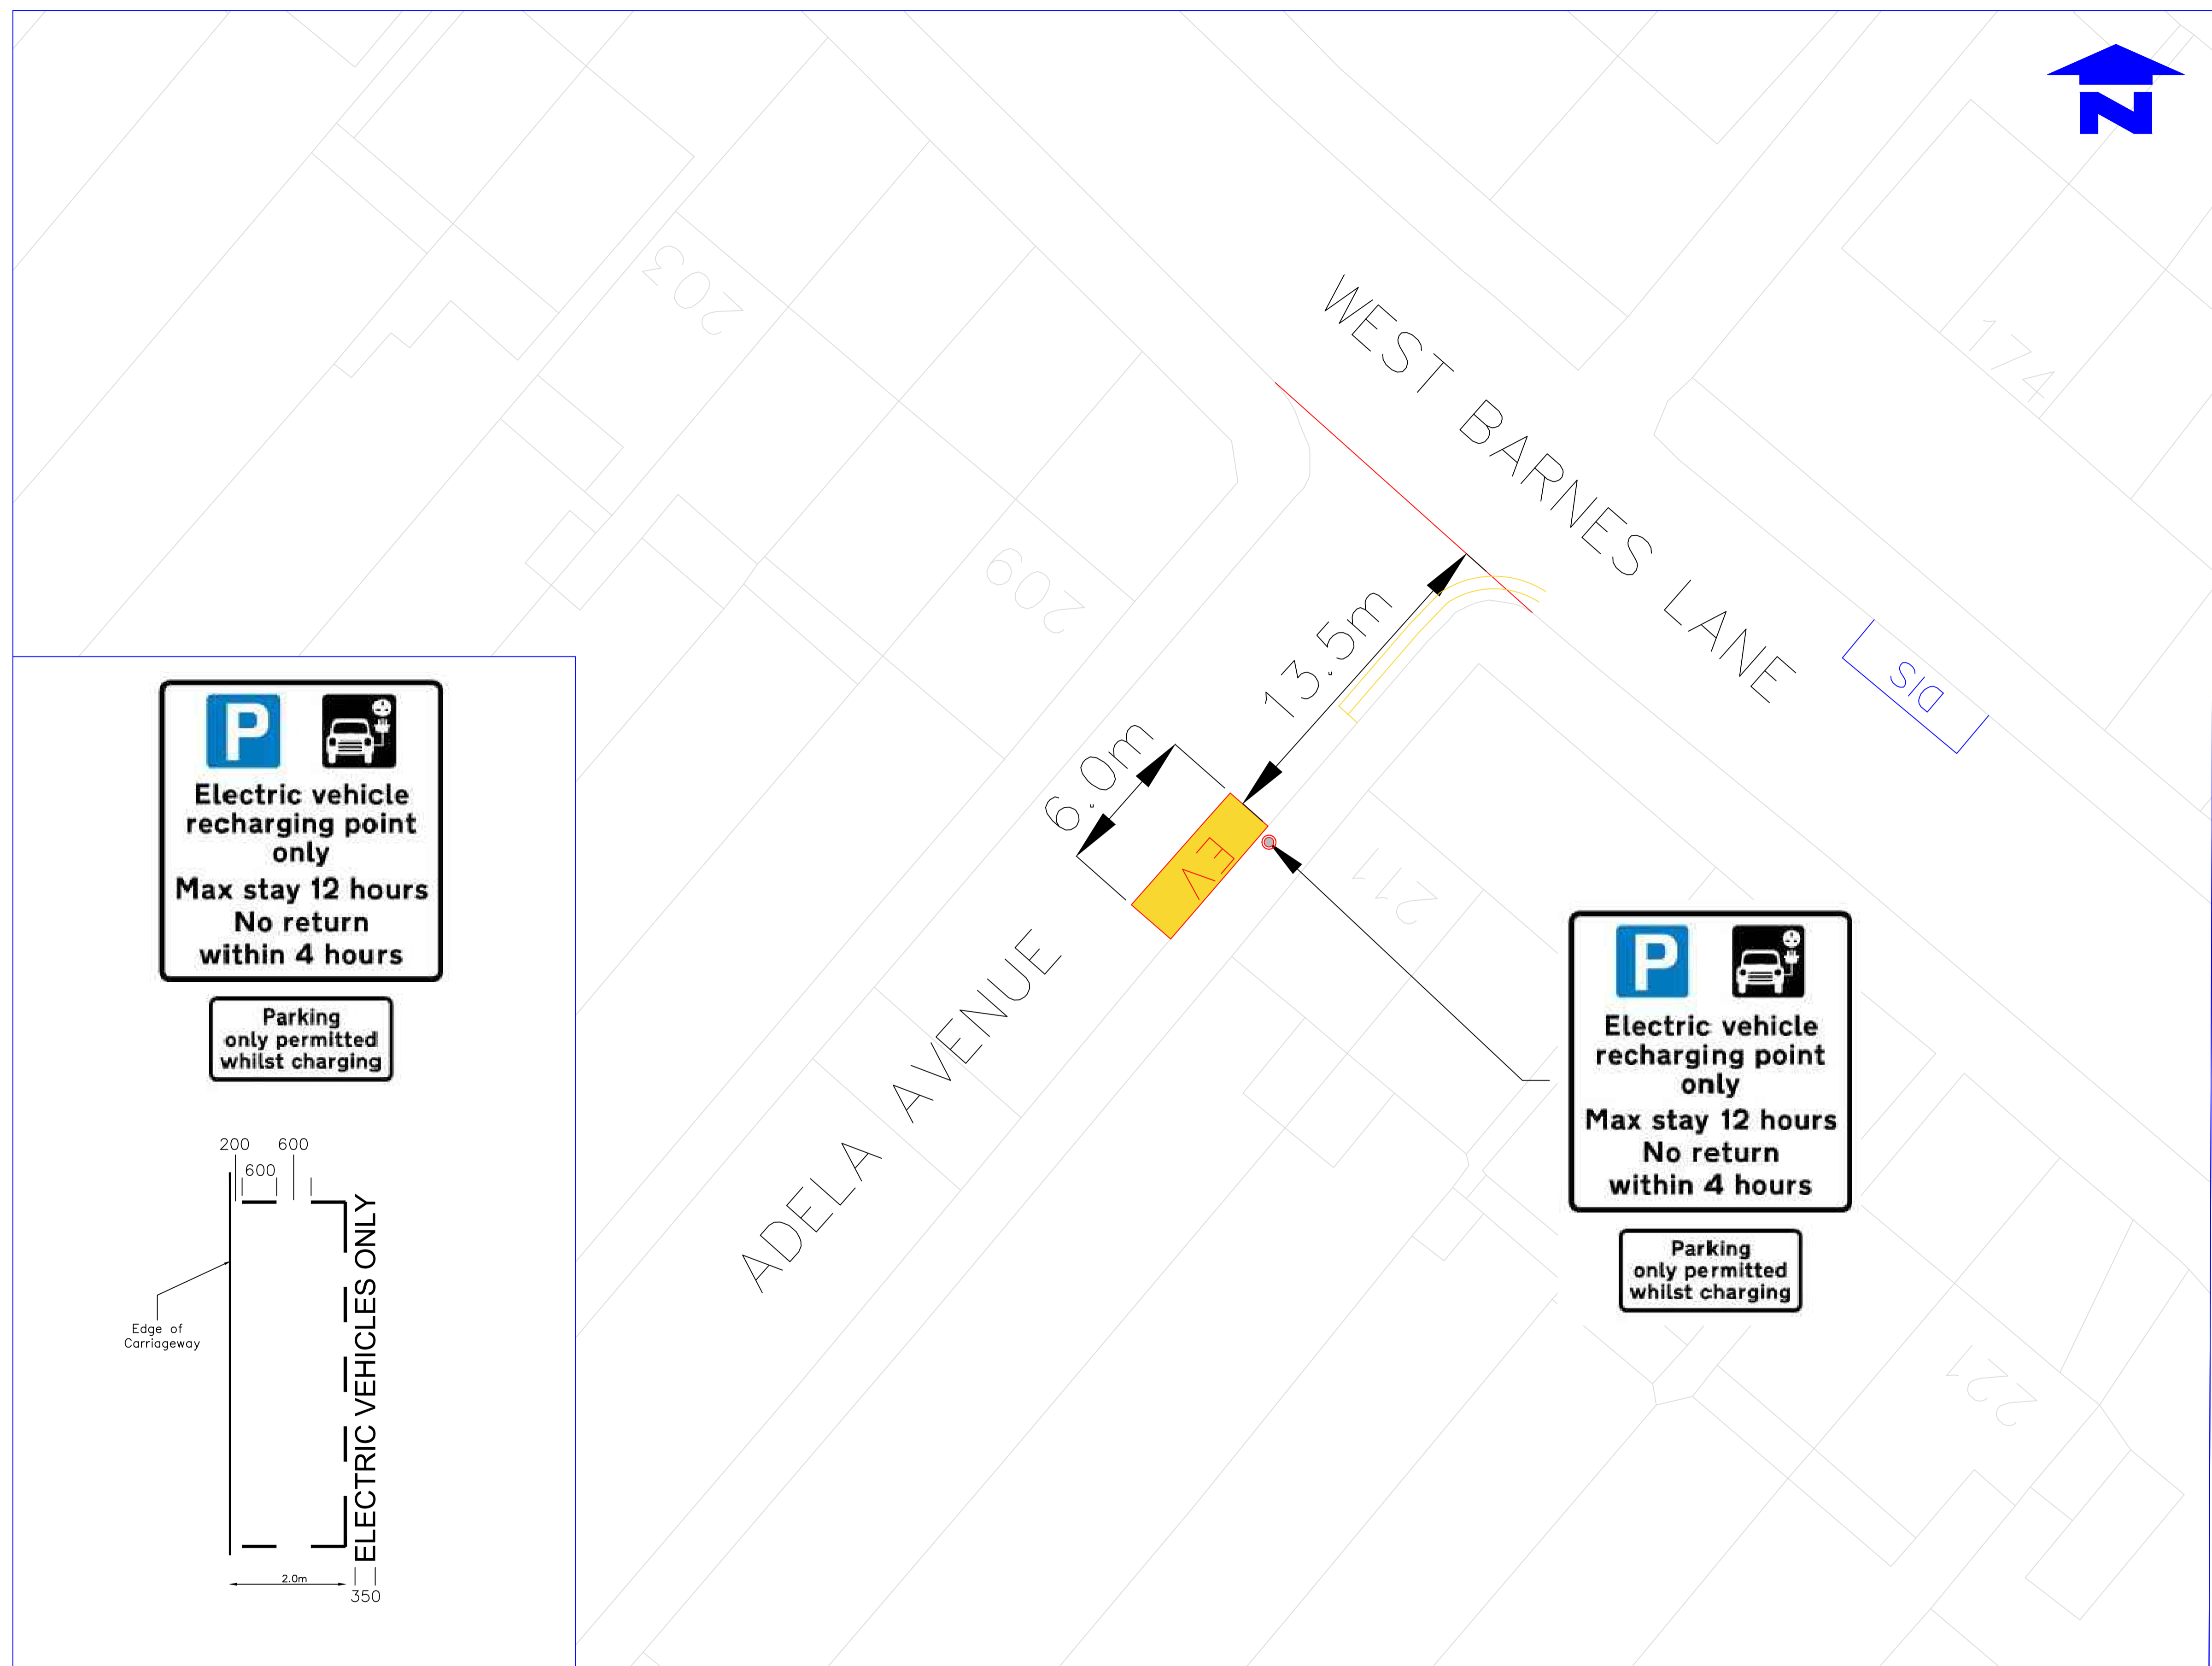 N
203
WEST BARNES LANE
174
209
13.5m
DIS
6.0m
EV
211
ADELA AVENUE
221
P
Electric vehicle
recharging point
only
Max stay 12 hours
No return
within 4 hours
Parking
only permitted
whilst charging
200 600
600
ELECTRIC VEHICLES ONLY
Edge of
Carriageway
2.0m
350
P
Electric vehicle
recharging point
only
Max stay 12 hours
No return
within 4 hours
Parking
only permitted
whilst charging